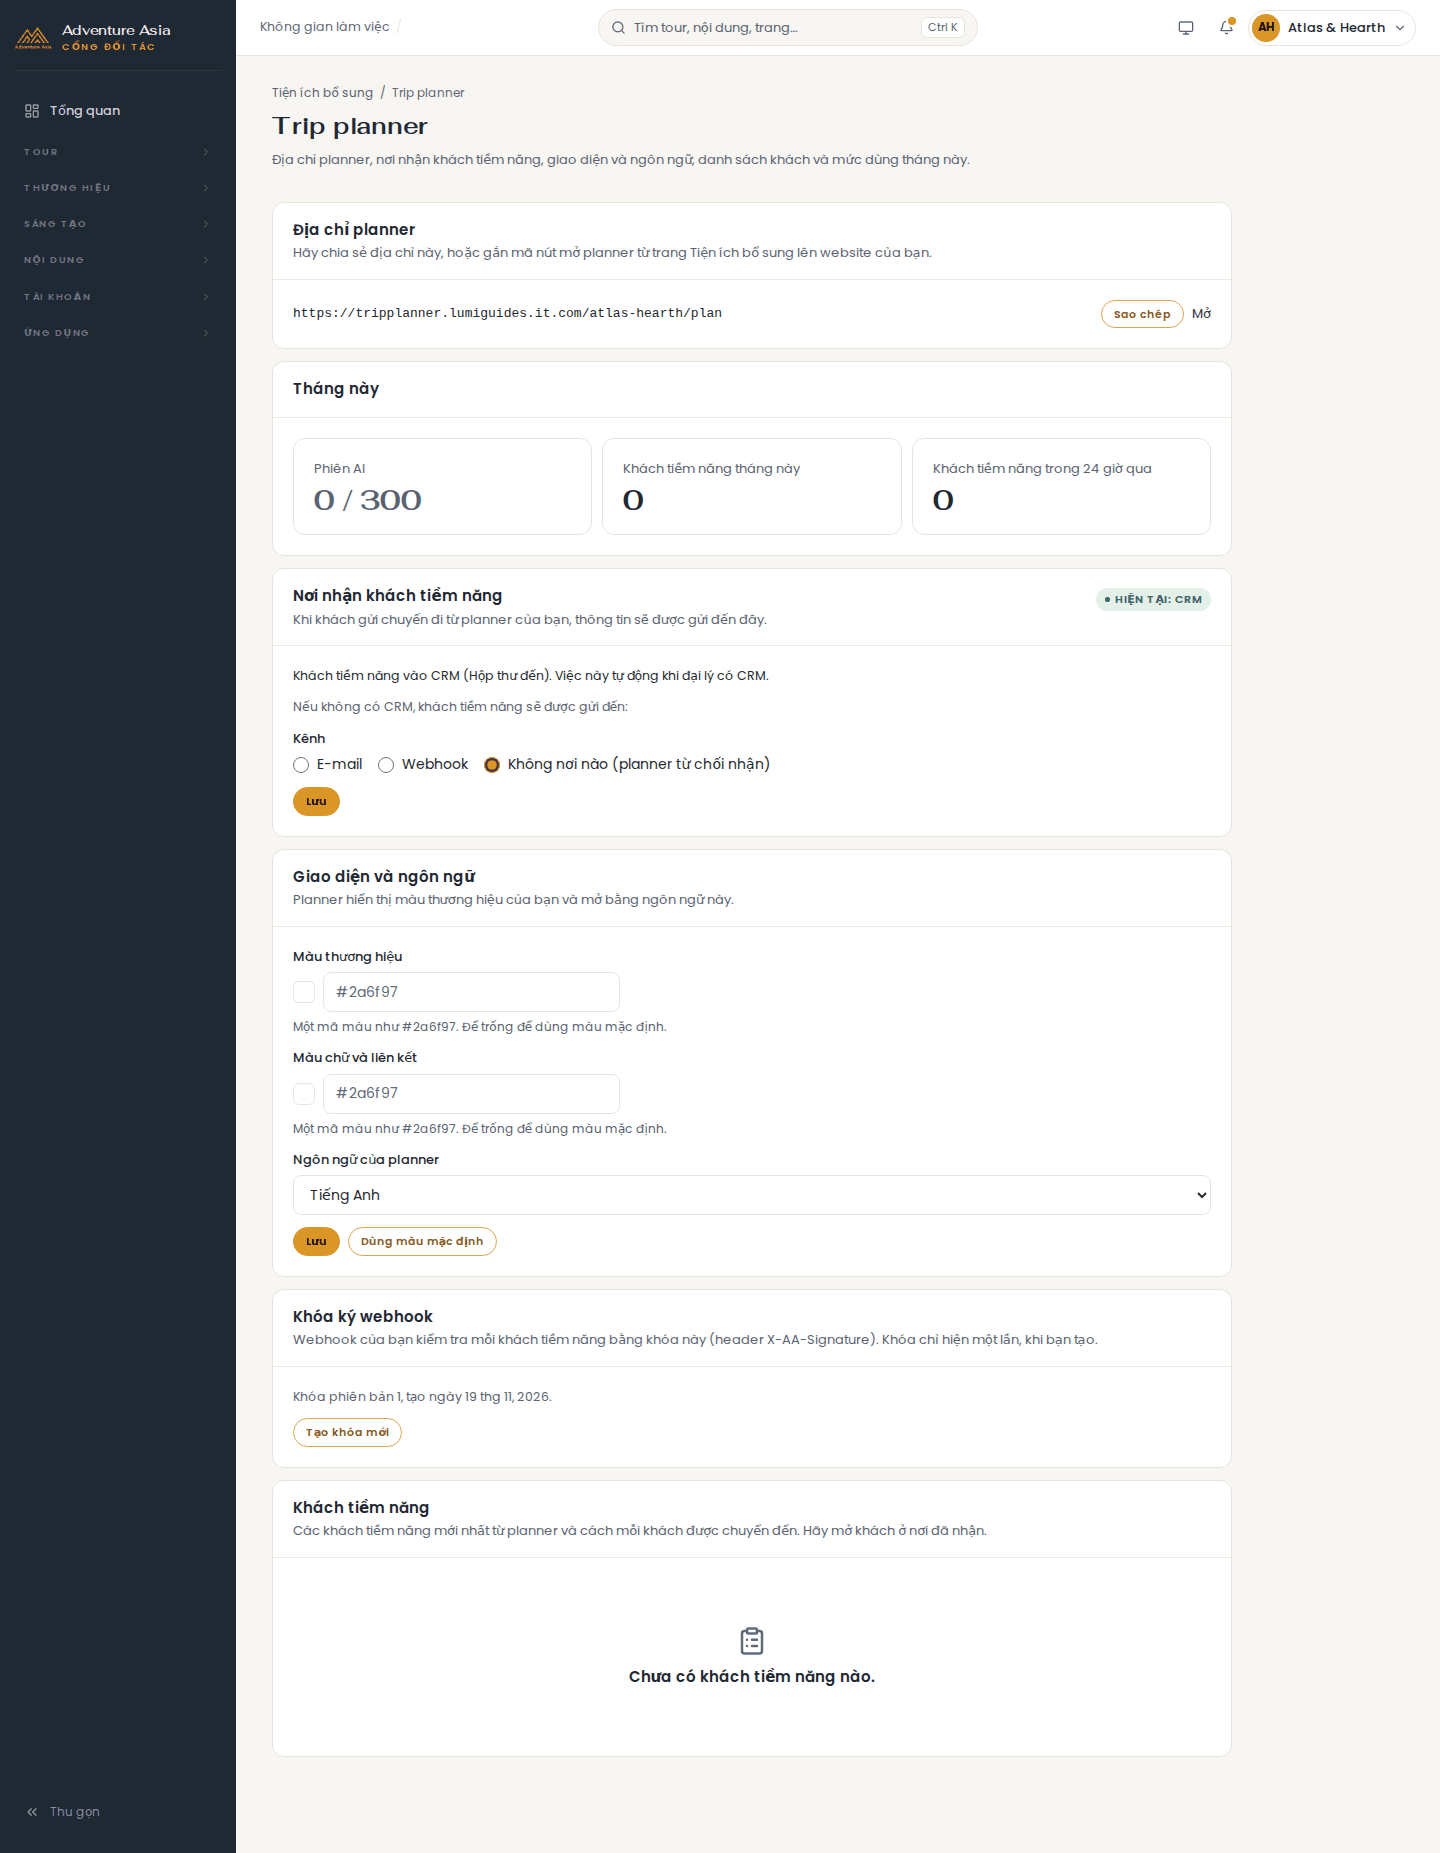 Adventure Asia
Adventure Asia
CỔNG ĐỐI TÁC
Không gian làm việc /
Tìm tour, nội dung, trang...
Ctrl K
AH
Atlas & Hearth
Tổng quan
TOUR
THƯƠNG HIỆU
SÁNG TẠO
NỘI DUNG
TÀI KHOẢN
ỨNG DỤNG
Thu gọn
Tiện ích bổ sung / Trip planner
Trip planner
Địa chỉ planner, nơi nhận khách tiềm năng, giao diện và ngôn ngữ, danh sách khách và mức dùng tháng này.
Địa chỉ planner
Hãy chia sẻ địa chỉ này, hoặc gắn mã nút mở planner từ trang Tiện ích bổ sung lên website của bạn.
https://tripplanner.lumiguides.it.com/atlas-hearth/plan
Sao chép
Mở
Tháng này
Phiên AI
0 / 300
Khách tiềm năng tháng này
0
Khách tiềm năng trong 24 giờ qua
0
Nơi nhận khách tiềm năng
Khi khách gửi chuyến đi từ planner của bạn, thông tin sẽ được gửi đến đây.
HIỆN TẠI: CRM
Khách tiềm năng vào CRM (Hộp thư đến). Việc này tự động khi đại lý có CRM.
Nếu không có CRM, khách tiềm năng sẽ được gửi đến:
Kênh
E-mail
Webhook
Không nơi nào (planner từ chối nhận)
Lưu
Giao diện và ngôn ngữ
Planner hiển thị màu thương hiệu của bạn và mở bằng ngôn ngữ này.
Màu thương hiệu
#2a6f97
Một mã màu như #2a6f97. Để trống để dùng màu mặc định.
Màu chữ và liên kết
#2a6f97
Một mã màu như #2a6f97. Để trống để dùng màu mặc định.
Ngôn ngữ của planner
Tiếng Anh
Lưu
Dùng màu mặc định
Khóa ký webhook
Webhook của bạn kiểm tra mỗi khách tiềm năng bằng khóa này (header X-AA-Signature). Khóa chỉ hiện một lần, khi bạn tạo.
Khóa phiên bản 1, tạo ngày 19 thg 11, 2026.
Tạo khóa mới
Khách tiềm năng
Các khách tiềm năng mới nhất từ planner và cách mỗi khách được chuyển đến. Hãy mở khách ở nơi đã nhận.
Chưa có khách tiềm năng nào.